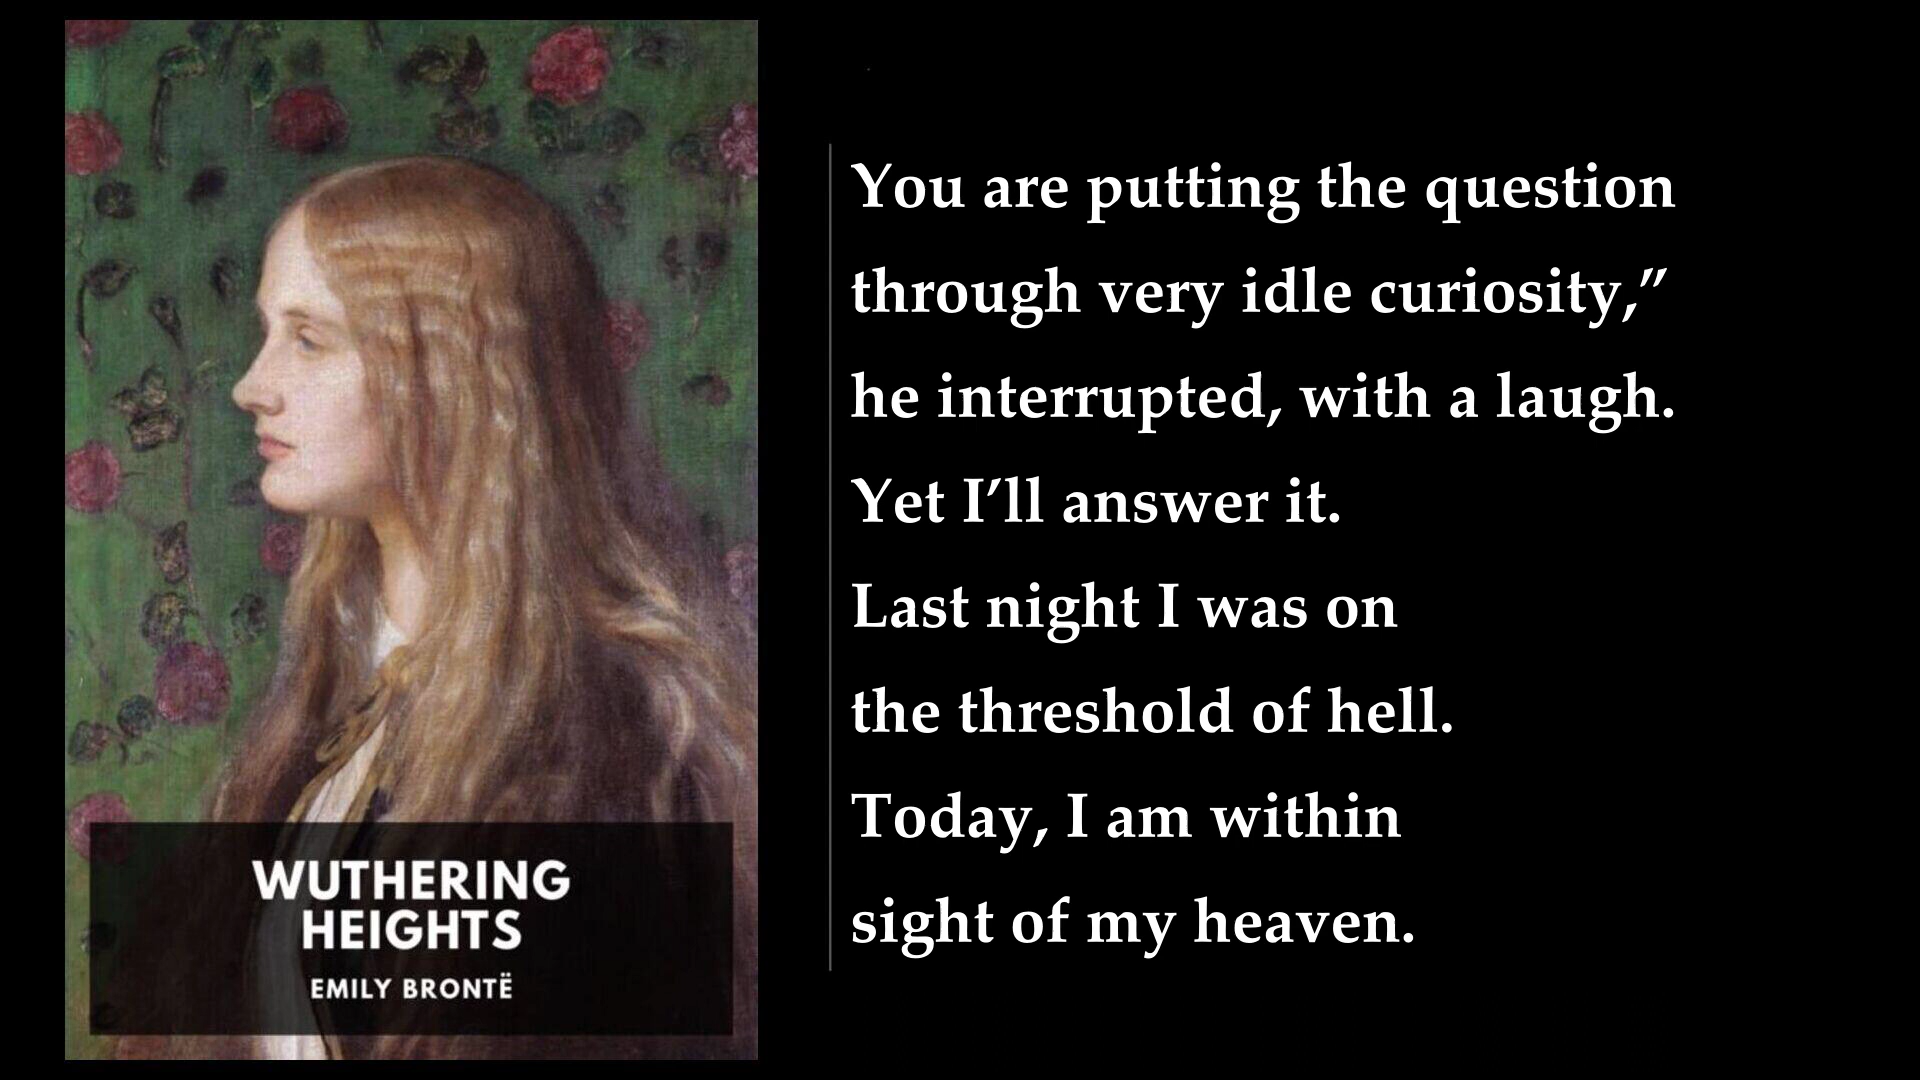 WUTHERING
HEIGHTS
EMILY BRONTË
You are putting the question
through very idle curiosity,”
he interrupted, with a laugh.
Yet I’ll answer it.
Last night I was on
the threshold of hell.
Today, I am within
sight of my heaven.